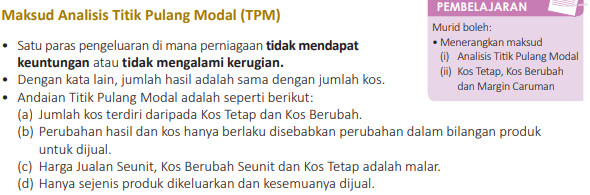 Maksud Analisis Titik Pulang Modal (TPM)
• Satu paras pengeluaran di mana perniagaan tidak mendapat
keuntungan atau tidak mengalami kerugian.
• Dengan kata lain, jumlah hasil adalah sama dengan jumlah kos.
• Andaian Titik Pulang Modal adalah seperti berikut:
(a) Jumlah kos terdiri daripada Kos Tetap dan Kos Berubah.
(b) Perubahan hasil dan kos hanya berlaku disebabkan perubahan dalam bilangan produk
untuk dijual.
(c) Harga Jualan Seunit, Kos Berubah Seunit dan Kos Tetap adalah malar.
(d) Hanya sejenis produk dikeluarkan dan kesemuanya dijual.
PEMBELAJARAN
Murid boleh:
• Menerangkan maksud
(i) Analisis Titik Pulang Modal
(ii) Kos Tetap, Kos Berubah
dan Margin Caruman